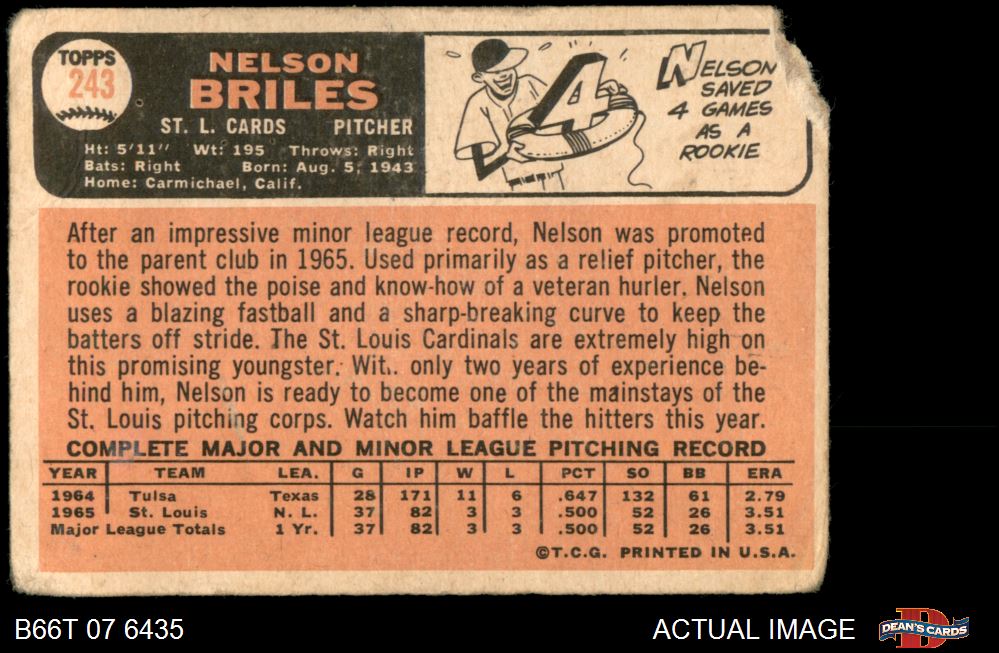 TOPPS
243
NELSON
BRILES
ST. L. CARDS PITCHER
Ht: 5'11" Wt: 195 Throws: Right
Bats: Right Born: Aug. 5, 1943
Home: Carmichael, Calif.
4
NELSON
SAVED
4 GAMES
AS A
ROOKIE
After an impressive minor league record, Nelson was promoted
to the parent club in 1965. Used primarily as a relief pitcher, the
rookie showed the poise and know-how of a veteran hurler. Nelson
uses a blazing fastball and a sharp-breaking curve to keep the
batters off stride. The St. Louis Cardinals are extremely high on
this promising youngster. Wit.. only two years of experience be-
hind him, Nelson is ready to become one of the mainstays of the
St. Louis pitching corps. Watch him baffle the hitters this year.
COMPLETE MAJOR AND MINOR LEAGUE PITCHING RECORD
YEAR TEAM LEA. G IP W L PCT SO BB ERA
1964 Tulsa Texas 28 171 11 6 .647 132 61 2.79
1965 St. Louis N. L. 37 82 3 3 .500 52 26 3.51
Major League Totals 1 Yr. 37 82 3 3 .500 52 26 3.51
©T.C.G. PRINTED IN U.S.A.
B66T 07 6435
ACTUAL IMAGE
D
DEAN'S CARDS